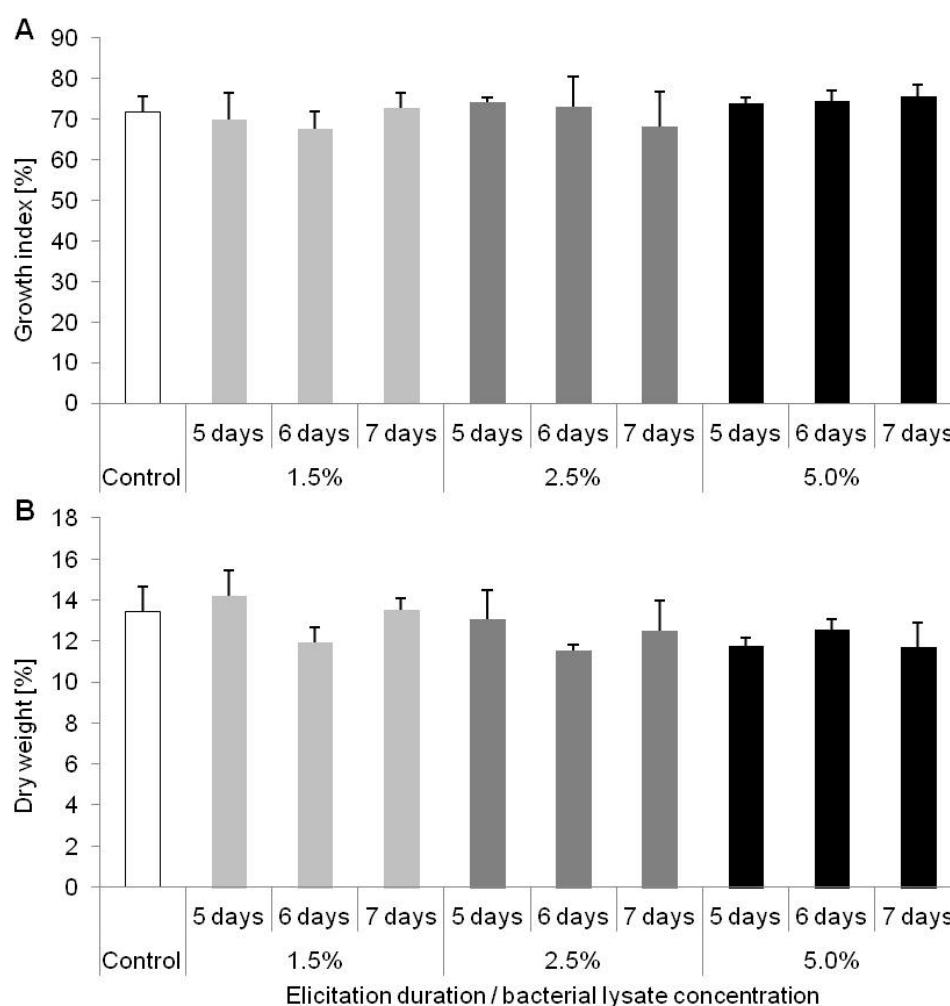 A
Growth index [%]
90
80
70
60
50
40
30
20
10
0
5 days 6 days 7 days 5 days 6 days 7 days 5 days 6 days 7 days
Control 1.5% 2.5% 5.0%
B
Dry weight [%]
18
16
14
12
10
8
6
4
2
0
5 days 6 days 7 days 5 days 6 days 7 days 5 days 6 days 7 days
Control 1.5% 2.5% 5.0%
Elicitation duration / bacterial lysate concentration